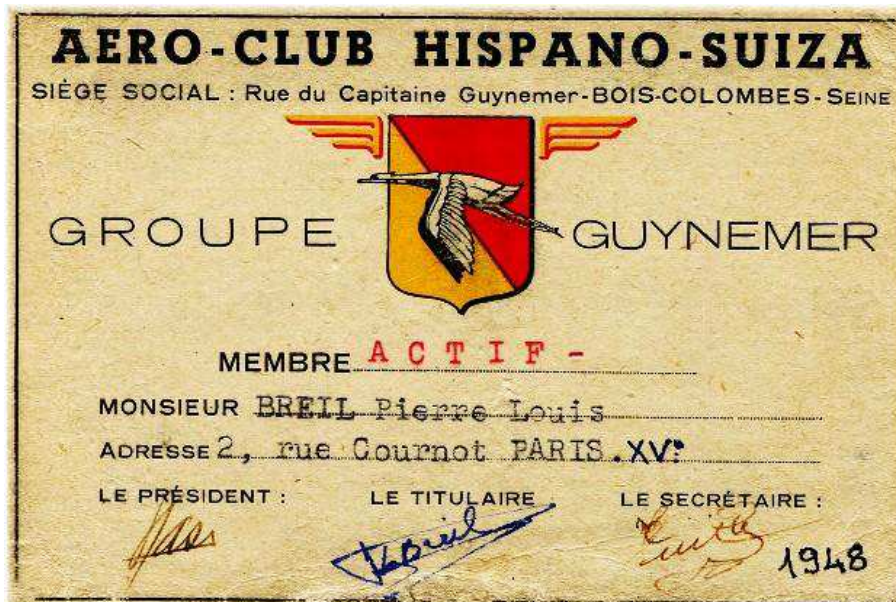 AERO-CLUB HISPANO-SUIZA
SIÈGE SOCIAL : Rue du Capitaine Guynemer-BOIS-COLOMBES-SEINE
GROUPE GUYNEMER
MEMBRE ACTIF-
MONSIEUR BREIL Pierre Louis
ADRESSE 2, rue Cournot PARIS.XVe
LE PRÉSIDENT : LE TITULAIRE LE SECRÉTAIRE :
1948